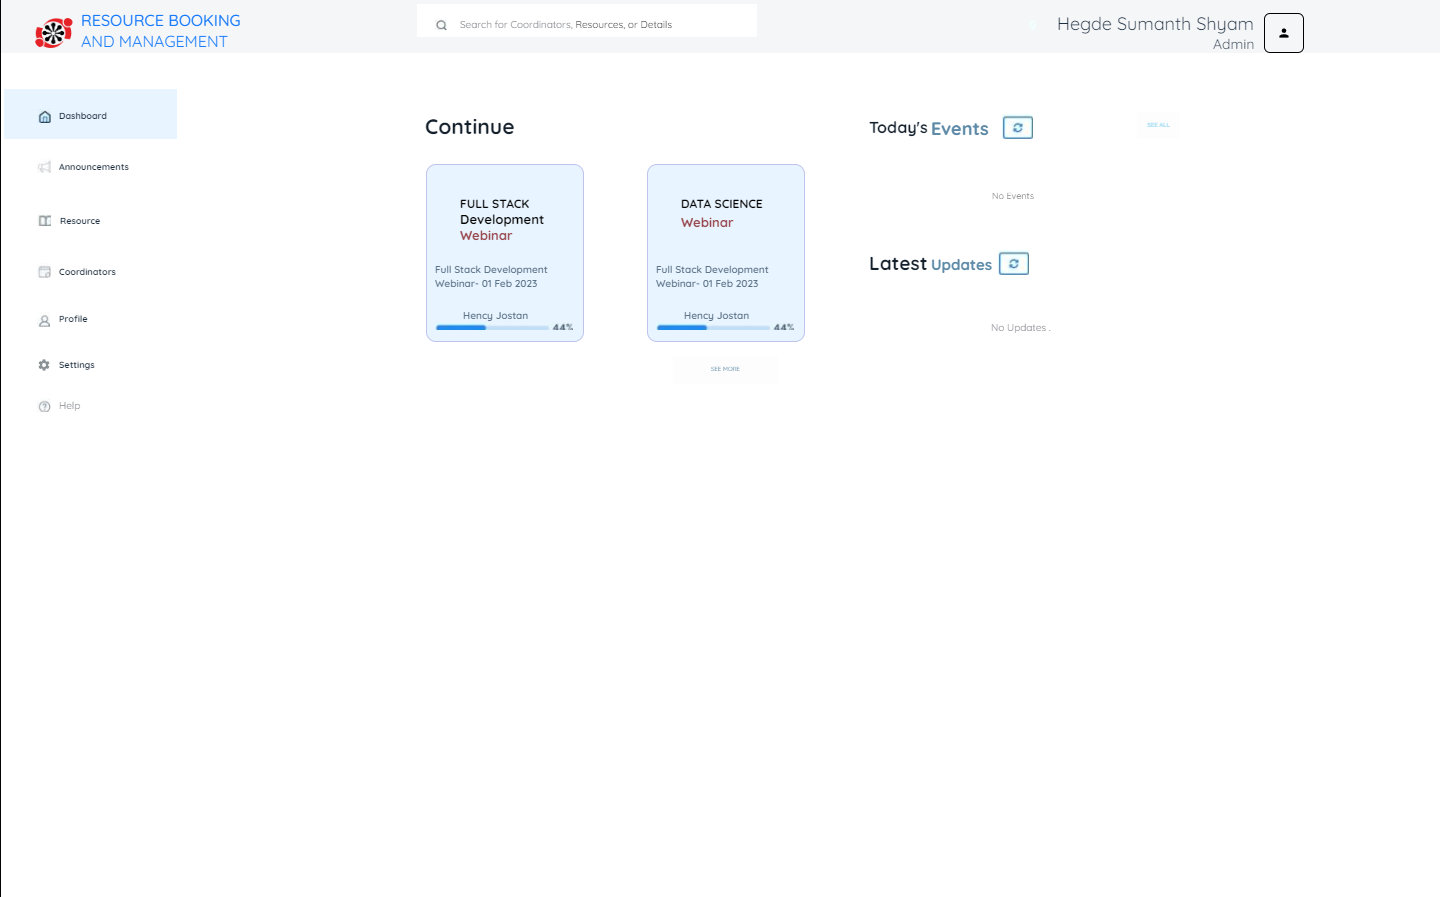 RESOURCE BOOKING
AND MANAGEMENT
Search for Coordinators, Resources, or Details
Hegde Sumanth Shyam
Admin
Dashboard
Announcements
Resource
Coordinators
Profile
Settings
Help
Continue
FULL STACK
Development
Webinar
Full Stack Development
Webinar- 01 Feb 2023
Hency Jostan
44%
DATA SCIENCE
Webinar
Full Stack Development
Webinar- 01 Feb 2023
Hency Jostan
44%
SEE MORE
Today's Events
SEE ALL
No Events
Latest Updates
No Updates .